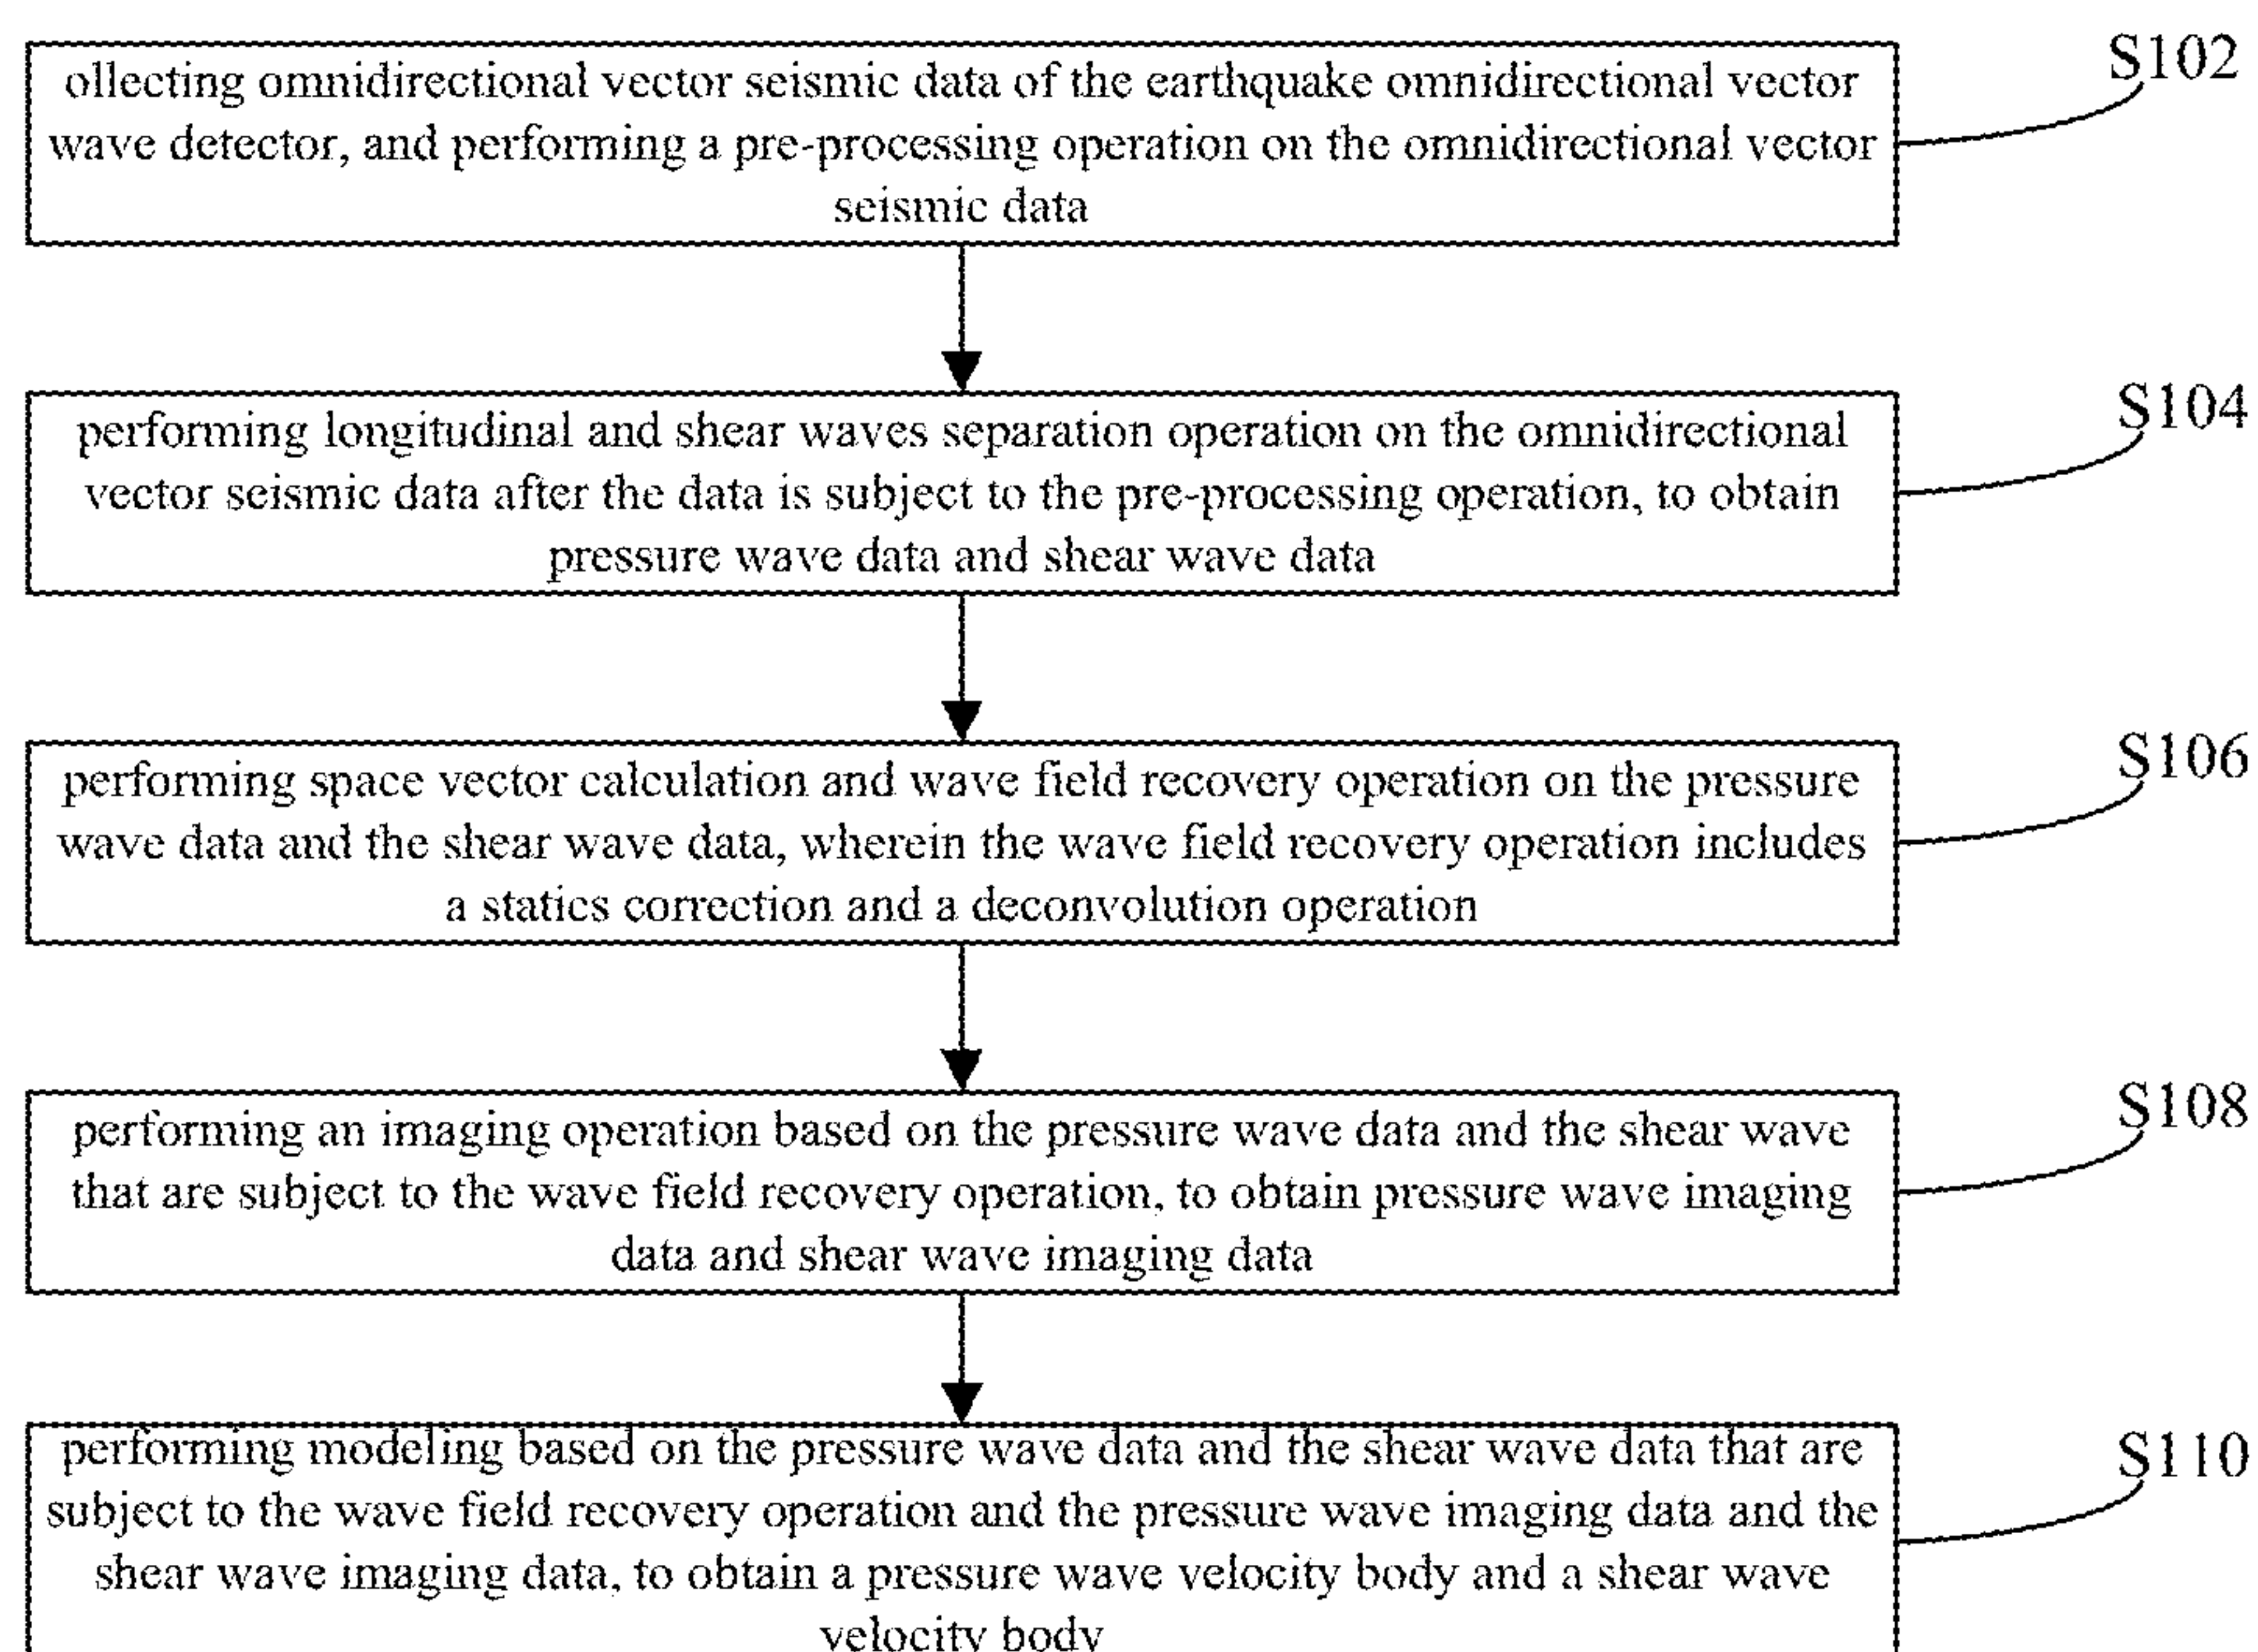 ollecting omnidirectional vector seismic data of the earthquake omnidirectional vector
wave detector, and performing a pre-processing operation on the omnidirectional vector
seismic data
S102
performing longitudinal and shear waves separation operation on the omnidirectional
vector seismic data after the data is subject to the pre-processing operation, to obtain
pressure wave data and shear wave data
S104
performing space vector calculation and wave field recovery operation on the pressure
wave data and the shear wave data, wherein the wave field recovery operation includes
a statics correction and a deconvolution operation
S106
performing an imaging operation based on the pressure wave data and the shear wave
that are subject to the wave field recovery operation, to obtain pressure wave imaging
data and shear wave imaging data
S108
performing modeling based on the pressure wave data and the shear wave data that are
subject to the wave field recovery operation and the pressure wave imaging data and the
shear wave imaging data, to obtain a pressure wave velocity body and a shear wave
velocity body
S110